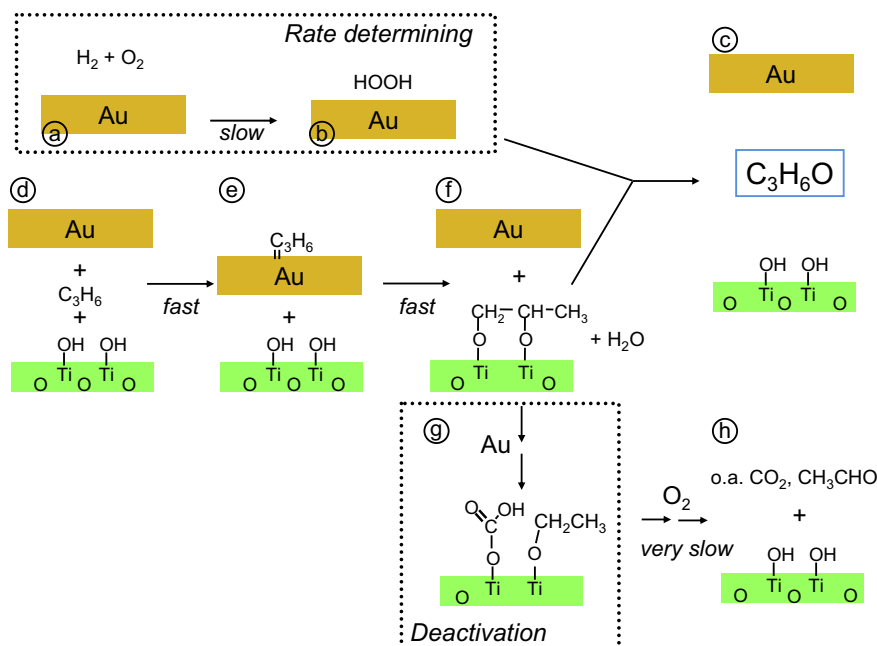 Rate determining
H₂ + O₂
HOOH
Au
Au
a
slow
b
c
Au
C₃H₆O
OH OH
Ti Ti
O O O
d
Au
+
C₃H₆
+
OH OH
Ti Ti
O O O
fast
e
C₃H₆
Au
+
OH OH
Ti Ti
O O O
fast
f
Au
+
CH₂ CH CH₃
O O
Ti Ti
O O
+ H₂O
g
Au
O OH
C
O
CH₂CH₃
O
Ti Ti
O
Deactivation
O₂
very slow
h
o.a. CO₂, CH₃CHO
+
OH OH
Ti Ti
O O O